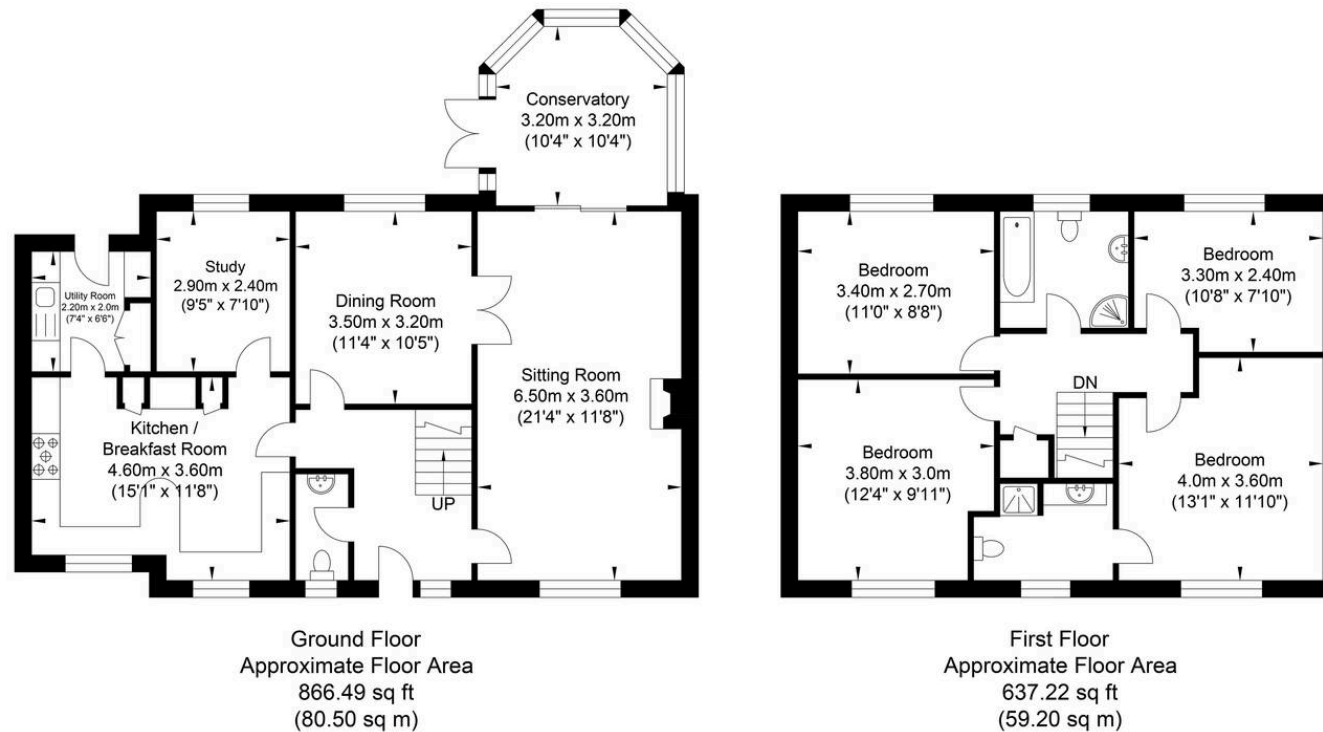 Conservatory
3.20m x 3.20m
(10'4" x 10'4")
Study
2.90m x 2.40m
(9'5" x 7'10")
Utility Room
2.20m x 2.0m
(7'4" x 6'6")
Dining Room
3.50m x 3.20m
(11'4" x 10'5")
Sitting Room
6.50m x 3.60m
(21'4" x 11'8")
Kitchen /
Breakfast Room
4.60m x 3.60m
(15'1" x 11'8")
UP
Ground Floor
Approximate Floor Area
866.49 sq ft
(80.50 sq m)
Bedroom
3.40m x 2.70m
(11'0" x 8'8")
Bedroom
3.30m x 2.40m
(10'8" x 7'10")
DN
Bedroom
3.80m x 3.0m
(12'4" x 9'11")
Bedroom
4.0m x 3.60m
(13'1" x 11'10")
First Floor
Approximate Floor Area
637.22 sq ft
(59.20 sq m)